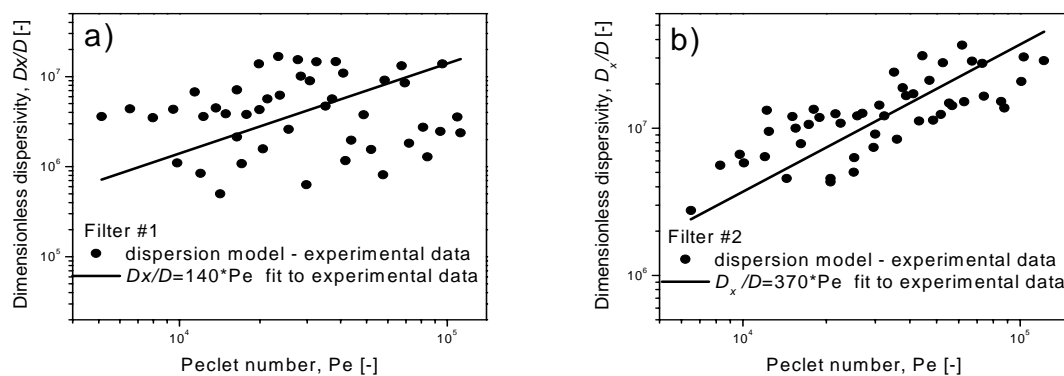 a)
Dimensionless dispersivity, Dx/D [-]
10⁷
10⁶
10⁵
Filter #1
dispersion model - experimental data
Dx/D=140*Pe fit to experimental data
10⁴
10⁵
Peclet number, Pe [-]
b)
Dimensionless dispersivity, Dₓ/D [-]
10⁷
10⁶
Filter #2
dispersion model - experimental data
Dₓ/D=370*Pe fit to experimental data
10⁴
10⁵
Peclet number, Pe [-]